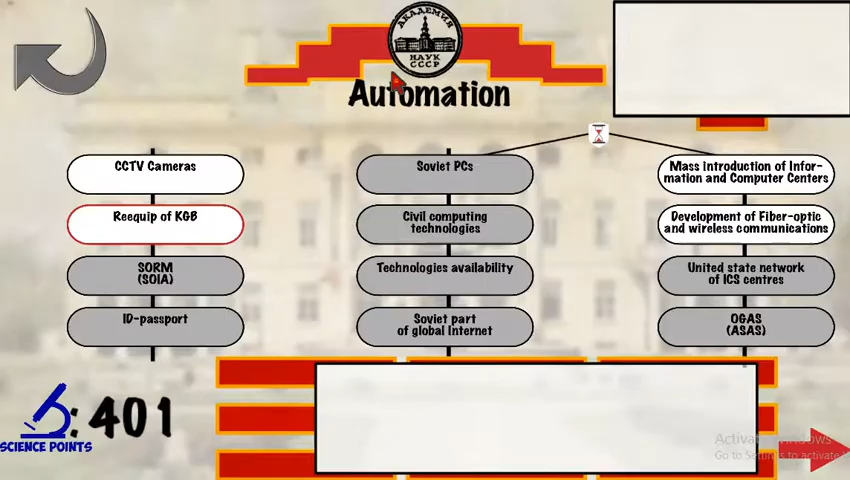 АКАДЕМИЯ
НАУК
СССР
Automation
CCTV Cameras
Soviet PCs
Mass introduction of Infor-
mation and Computer Centers
Reequip of KGB
Civil computing
technologies
Development of Fiber-optic
and wireless communications
SORM
(SOIA)
Technologies availability
United state network
of ICS centres
ID-passport
Soviet part
of global Internet
OGAS
(ASAS)
:401
SCIENCE POINTS
Activate Windows
Go to Settings to activate